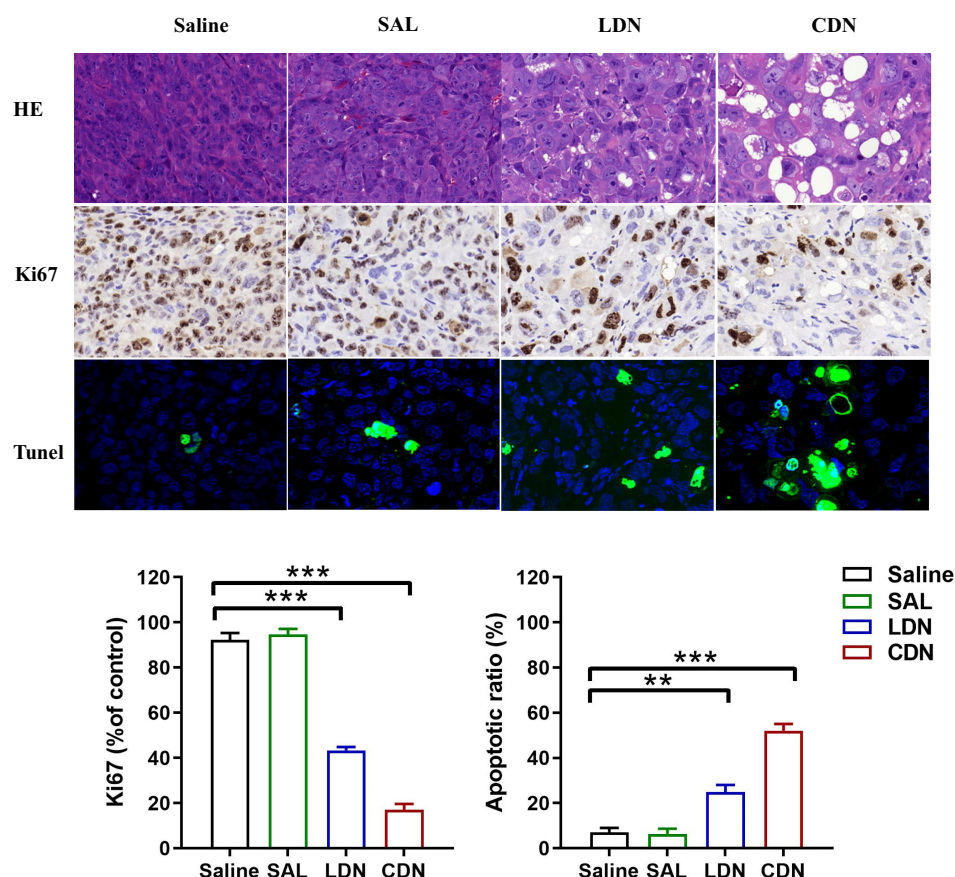 Saline SAL LDN CDN
HE
Ki67
Tunel
Ki67 (%of control)
120
100
80
60
40
20
0
***
***
Saline SAL LDN CDN
Apoptotic ratio (%)
120
100
80
60
40
20
0
***
**
Saline SAL LDN CDN
Saline
SAL
LDN
CDN